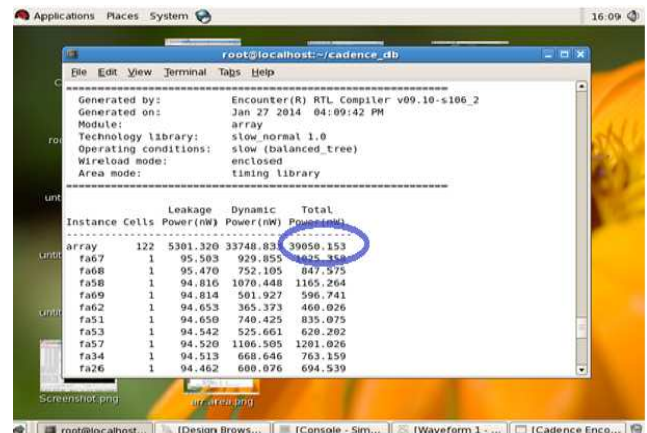 Applications Places System 16:09
root@localhost:~/cadence_db
File Edit View Terminal Tabs Help
============================================================
Generated by: Encounter(R) RTL Compiler v09.10-s106_2
Generated on: Jan 27 2014 04:09:42 PM
Module: array
Technology library: slow_normal 1.0
Operating conditions: slow (balanced_tree)
Wireload mode: enclosed
Area mode: timing library
============================================================
Leakage Dynamic Total
Instance Cells Power(nW) Power(nW) Power(nW)
--------------------------------------------
array 122 5301.320 33748.833 39050.153
fa67 1 95.503 929.855 1025.358
fa68 1 95.470 752.105 847.575
fa58 1 94.816 1070.448 1165.264
fa69 1 94.814 501.927 596.741
fa62 1 94.653 365.373 460.026
fa51 1 94.650 740.425 835.075
fa53 1 94.542 525.661 620.202
fa57 1 94.520 1106.505 1201.026
fa34 1 94.513 668.646 763.159
fa26 1 94.462 600.076 694.539
Screenshot.png
root@localhost... [Design Brows... [Console - Sim... [Waveform 1 - ... [Cadence Enco...